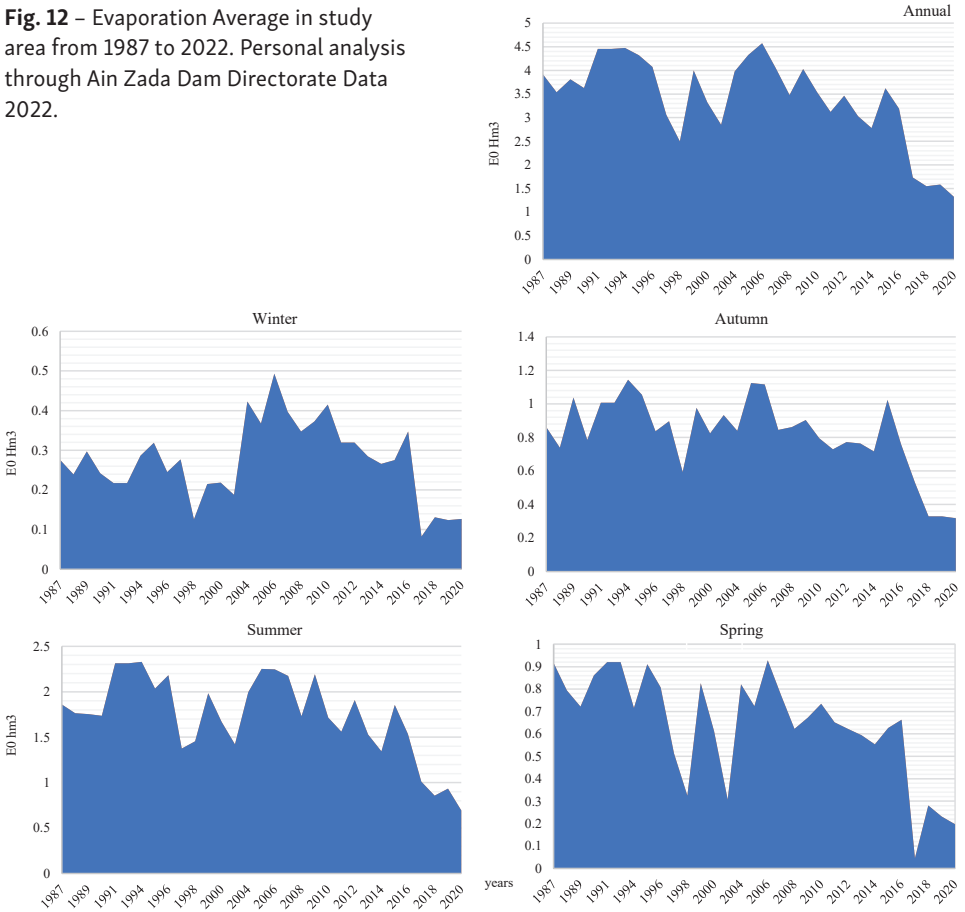 Fig. 12 – Evaporation Average in study
area from 1987 to 2022. Personal analysis
through Ain Zada Dam Directorate Data
2022.
Annual
E0 Hm3
5
4.5
4
3.5
3
2.5
2
1.5
1
0.5
0
1987 1989 1991 1994 1996 1998 2000 2004 2006 2008 2010 2012 2014 2016 2018 2020
Winter
E0 Hm3
0.6
0.5
0.4
0.3
0.2
0.1
0
1987 1989 1991 1994 1996 1998 2000 2004 2006 2008 2010 2012 2014 2016 2018 2020
Autumn
1.4
1.2
1
0.8
0.6
0.4
0.2
0
1987 1989 1991 1994 1996 1998 2000 2004 2006 2008 2010 2012 2014 2016 2018 2020
Summer
E0 hm3
2.5
2
1.5
1
0.5
0
1987 1989 1991 1994 1996 1998 2000 2004 2006 2008 2010 2012 2014 2016 2018 2020
Spring
1
0.9
0.8
0.7
0.6
0.5
0.4
0.3
0.2
0.1
0
years
1987 1989 1991 1994 1996 1998 2000 2004 2006 2008 2010 2012 2014 2016 2018 2020